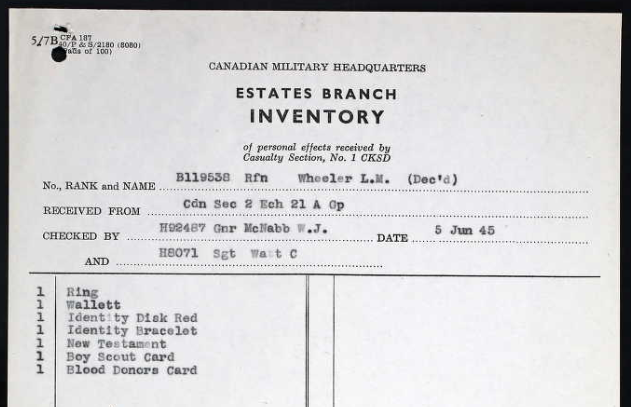 5/7B CFA 187
50/P & S/2180 (5080)
(Pads of 100)
CANADIAN MILITARY HEADQUARTERS
ESTATES BRANCH
INVENTORY
of personal effects received by
Casualty Section, No. 1 CKSD
No., RANK and NAME B119538 Rfn Wheeler L.M. (Dec'd)
RECEIVED FROM Cdn Sec 2 Ech 21 A Gp
CHECKED BY H92487 Gnr McNabb W.J. DATE 5 Jun 45
AND H8071 Sgt Watt C
1 Ring
1 Wallett
1 Identity Disk Red
1 Identity Bracelet
1 New Testament
1 Boy Scout Card
1 Blood Donors Card